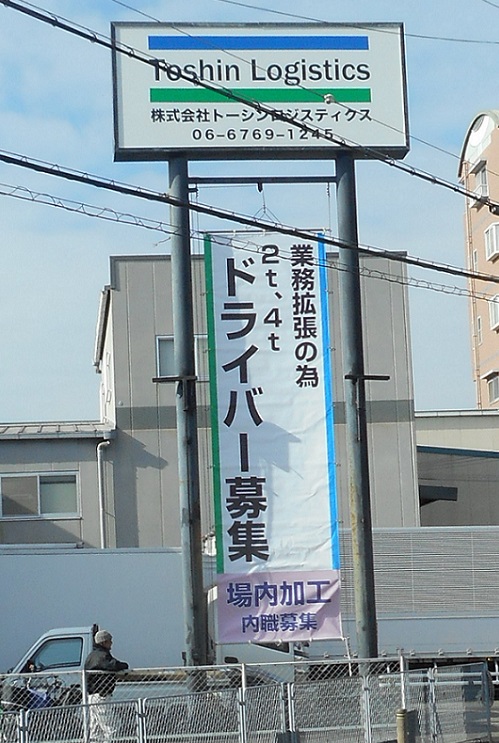 Toshin Logistics
株式会社トーシンロジスティクス
06-6769-1245
業務拡張の為
2t、4t
ドライバー募集
場内加工
内職募集